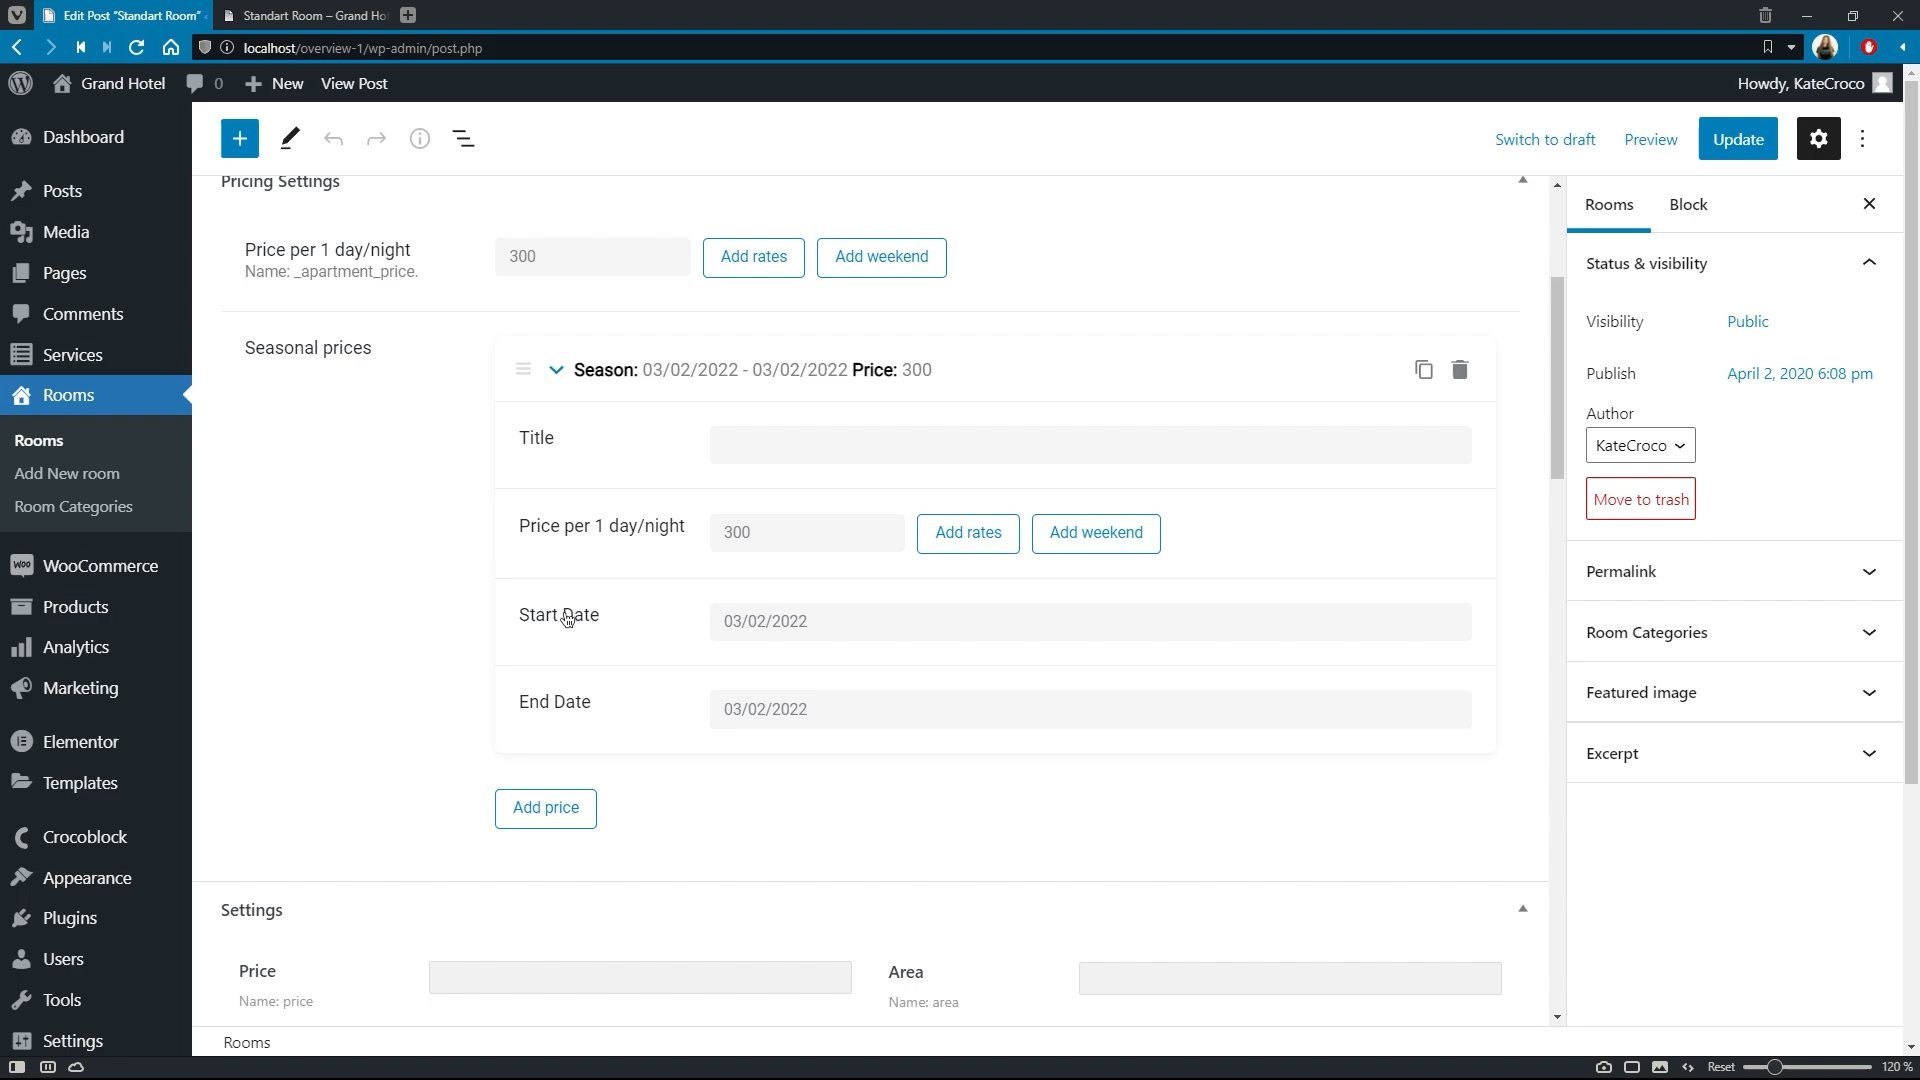 Edit Post "Standart Room"
Standart Room – Grand Ho
localhost/overview-1/wp-admin/post.php
Grand Hotel
0
New
View Post
Howdy, KateCroco
Dashboard
Posts
Media
Pages
Comments
Services
Rooms
Rooms
Add New room
Room Categories
WooCommerce
Products
Analytics
Marketing
Elementor
Templates
Crocoblock
Appearance
Plugins
Users
Tools
Settings
Switch to draft
Preview
Update
Pricing Settings
Price per 1 day/night
Name: _apartment_price.
300
Add rates
Add weekend
Seasonal prices
Season: 03/02/2022 - 03/02/2022 Price: 300
Title
Price per 1 day/night
300
Add rates
Add weekend
Start Date
03/02/2022
End Date
03/02/2022
Add price
Settings
Price
Name: price
Area
Name: area
Rooms
Rooms
Block
Status & visibility
Visibility
Public
Publish
April 2, 2020 6:08 pm
Author
KateCroco
Move to trash
Permalink
Room Categories
Featured image
Excerpt
Reset
120 %